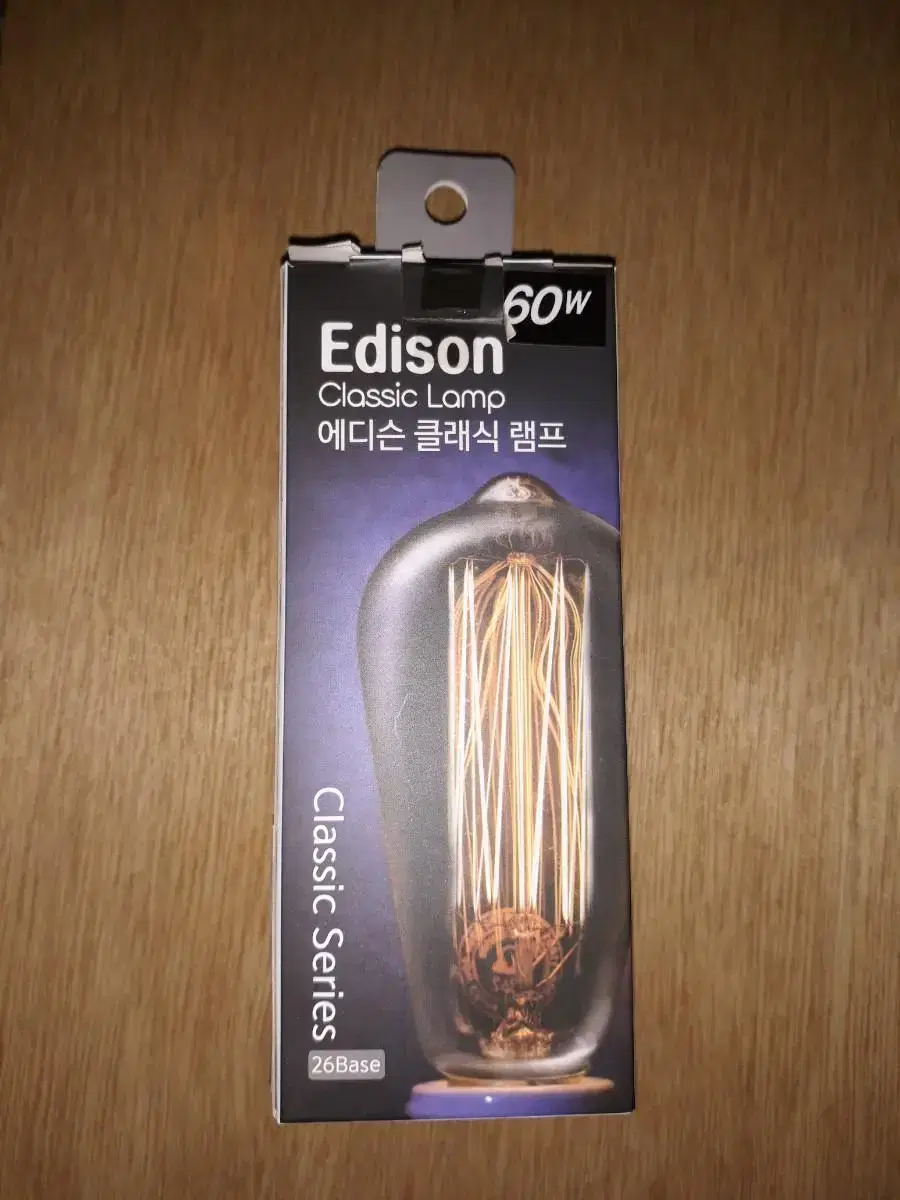 60W
Edison
Classic Lamp
에디슨 클래식 램프
Classic Series
26Base